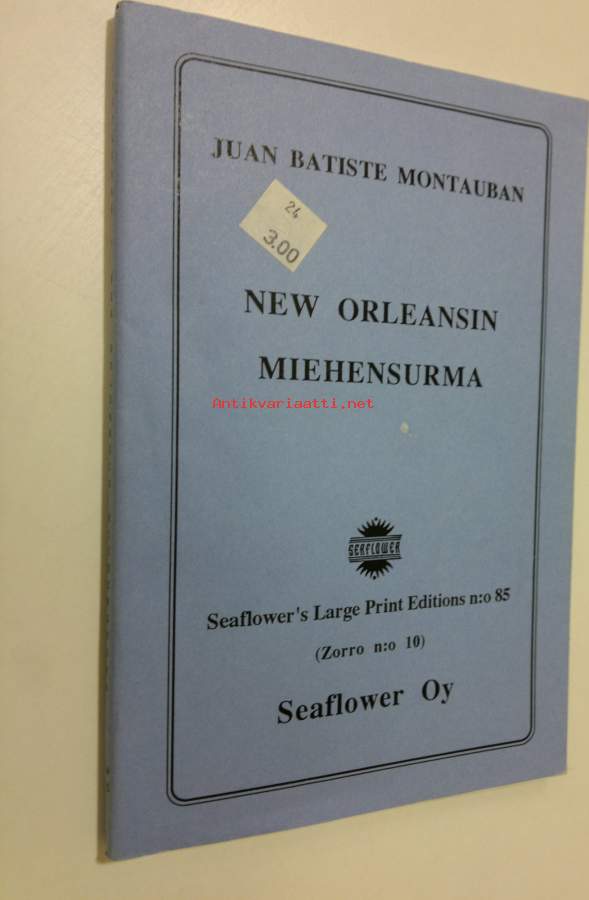 JUAN BATISTE MONTAUBAN
24
3.00
NEW ORLEANSIN
MIEHENSURMA
Antikvariaatti.net
SEAFLOWER
Seaflower's Large Print Editions n:o 85
(Zorro n:o 10)
Seaflower Oy